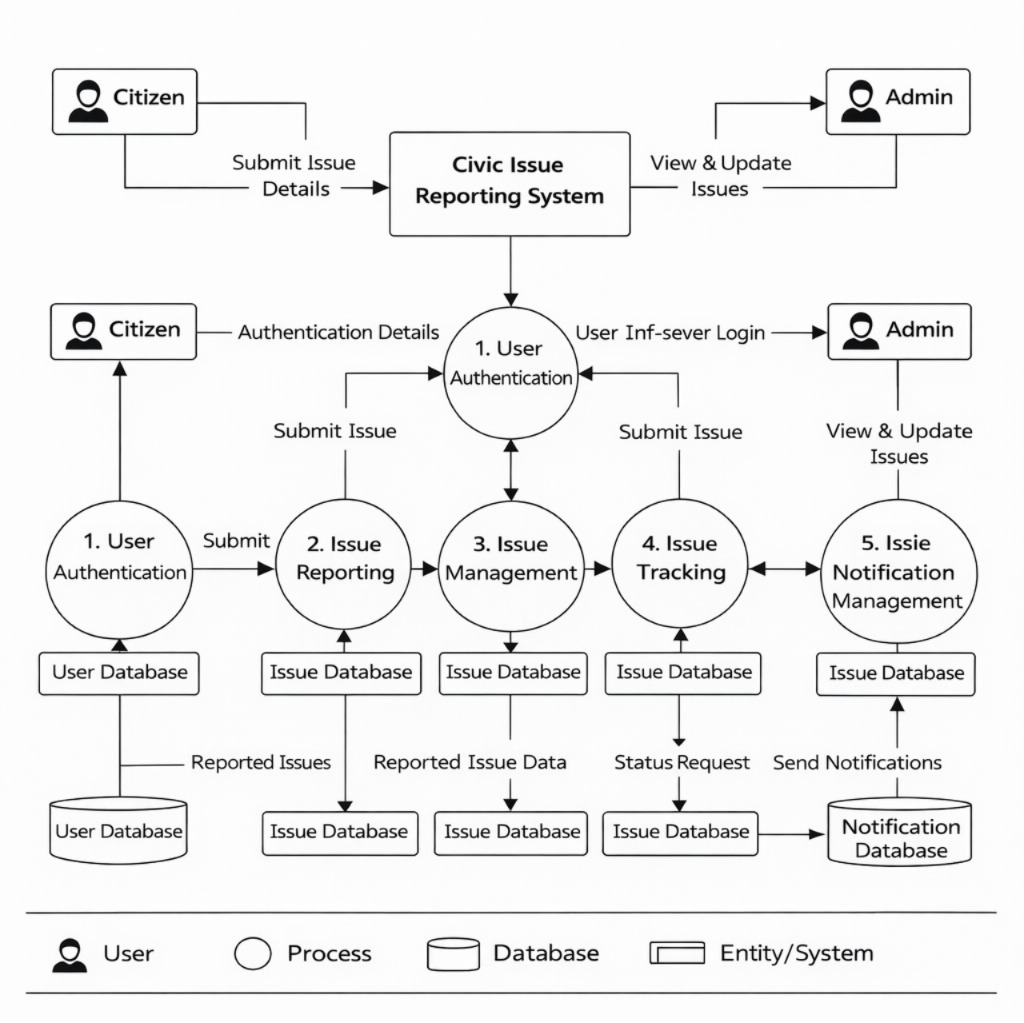 Citizen
Admin
Submit Issue
Details
Civic Issue
Reporting System
View & Update
Issues
Citizen
Authentication Details
1. User
Authentication
User Inf-sever Login
Admin
Submit Issue
Submit Issue
View & Update
Issues
1. User
Authentication
Submit
2. Issue
Reporting
3. Issue
Management
4. Issue
Tracking
5. Issie
Notification
Management
User Database
Issue Database
Issue Database
Issue Database
Issue Database
Reported Issues
Reported Issue Data
Status Request
Send Notifications
User Database
Issue Database
Issue Database
Issue Database
Notification
Database
User
Process
Database
Entity/System